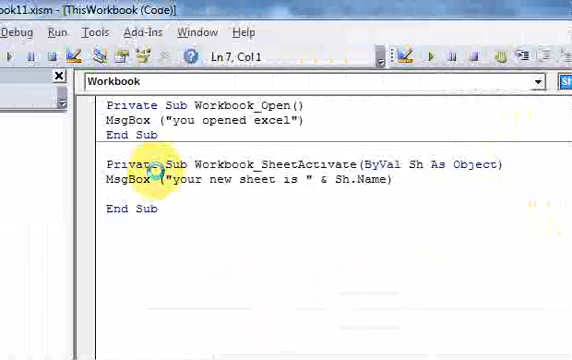 ook11.xlsm - [ThisWorkbook (Code)]
Debug Run Tools Add-Ins Window Help
Ln 7, Col 1
Workbook
Private Sub Workbook_Open()
MsgBox ("you opened excel")
End Sub
Private Sub Workbook_SheetActivate(ByVal Sh As Object)
MsgBox ("your new sheet is " & Sh.Name)
End Sub